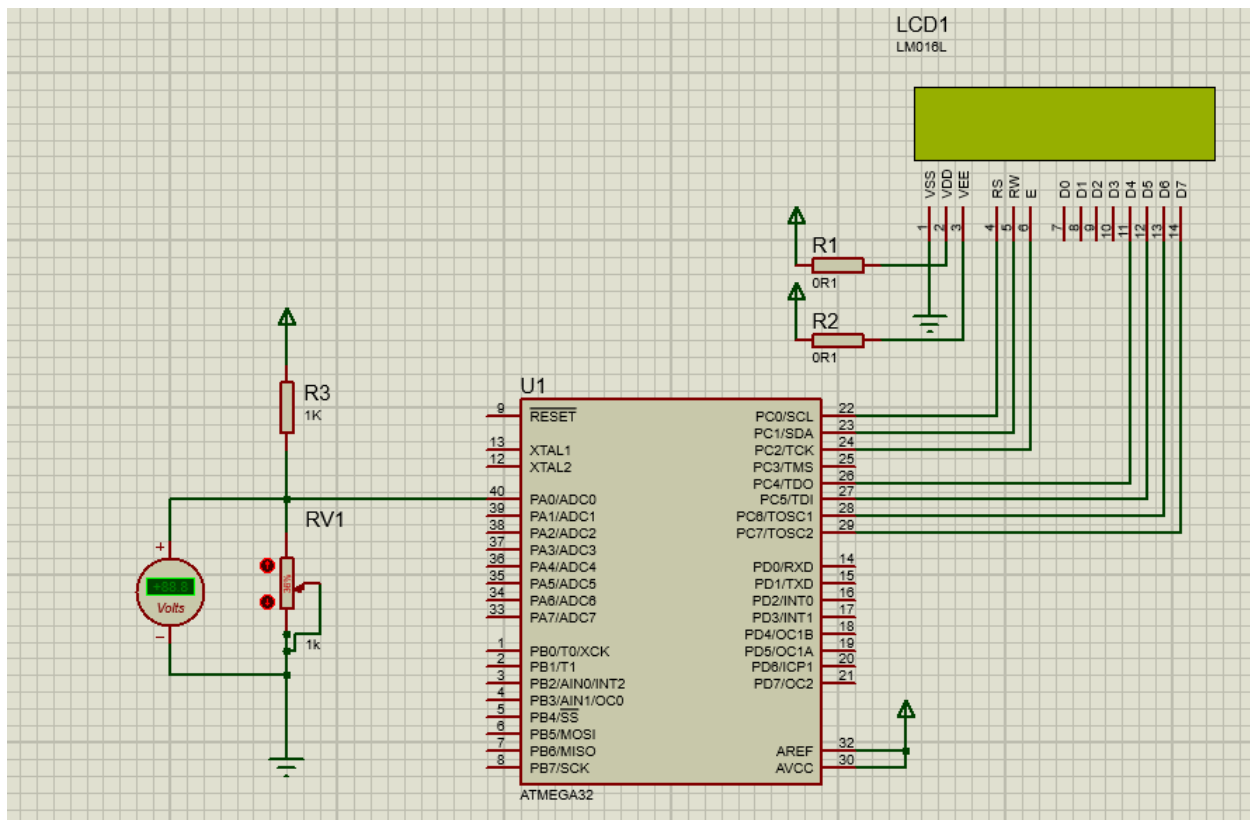 LCD1
LM016L
VSS
VDD
VEE
RS
RW
E
D0
D1
D2
D3
D4
D5
D6
D7
1
2
3
4
5
6
7
8
9
10
11
12
13
14
R1
0R1
R2
0R1
R3
1K
RV1
36%
1k
+88.8
Volts
+
-
U1
9 RESET
13 XTAL1
12 XTAL2
40 PA0/ADC0
39 PA1/ADC1
38 PA2/ADC2
37 PA3/ADC3
36 PA4/ADC4
35 PA5/ADC5
34 PA6/ADC6
33 PA7/ADC7
1 PB0/T0/XCK
2 PB1/T1
3 PB2/AIN0/INT2
4 PB3/AIN1/OC0
5 PB4/SS
6 PB5/MOSI
7 PB6/MISO
8 PB7/SCK
PC0/SCL 22
PC1/SDA 23
PC2/TCK 24
PC3/TMS 25
PC4/TDO 26
PC5/TDI 27
PC6/TOSC1 28
PC7/TOSC2 29
PD0/RXD 14
PD1/TXD 15
PD2/INT0 16
PD3/INT1 17
PD4/OC1B 18
PD5/OC1A 19
PD6/ICP1 20
PD7/OC2 21
AREF 32
AVCC 30
ATMEGA32